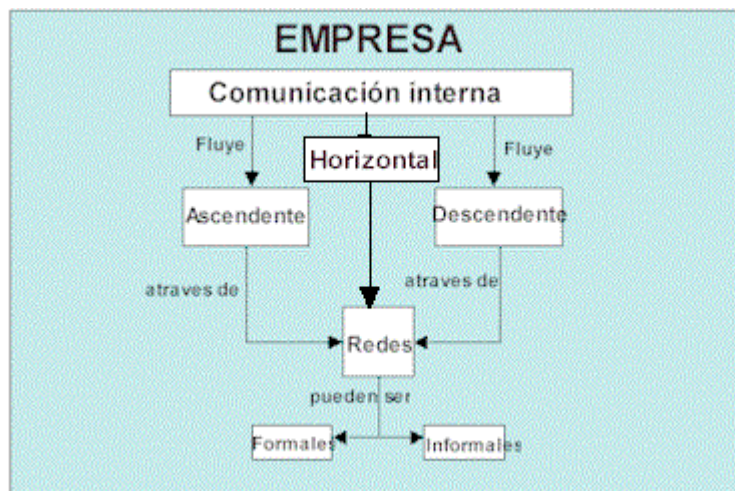 EMPRESA
Comunicación interna
Fluye
Horizontal
Fluye
Ascendente
Descendente
atraves de
atraves de
Redes
pueden ser
Formales
Informales